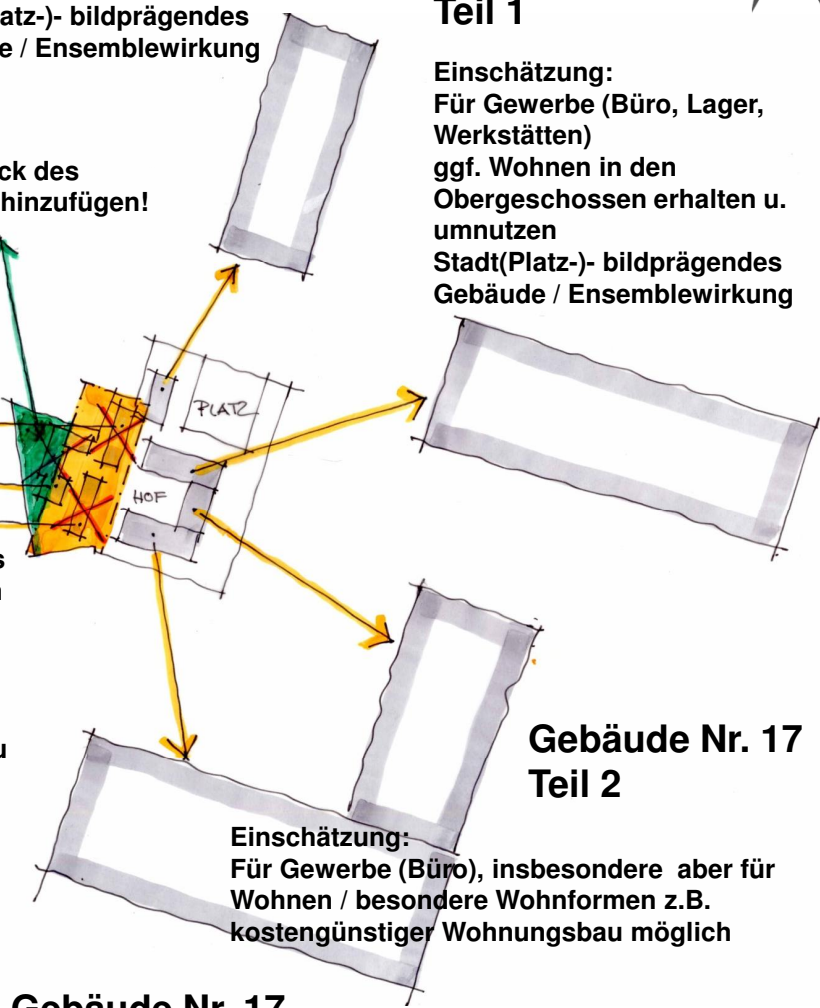 atz-)- bildprägendes
e / Ensemblewirkung
ck des
hinzufügen!
Teil 1
Einschätzung:
Für Gewerbe (Büro, Lager,
Werkstätten)
ggf. Wohnen in den
Obergeschossen erhalten u.
umnutzen
Stadt(Platz-)- bildprägendes
Gebäude / Ensemblewirkung
PLATZ
HOF
s
u
Gebäude Nr. 17
Teil 2
Einschätzung:
Für Gewerbe (Büro), insbesondere aber für
Wohnen / besondere Wohnformen z.B.
kostengünstiger Wohnungsbau möglich
Gebäude Nr. 17